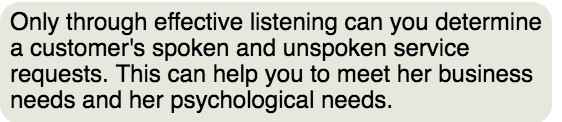 Only through effective listening can you determine
a customer's spoken and unspoken service
requests. This can help you to meet her business
needs and her psychological needs.